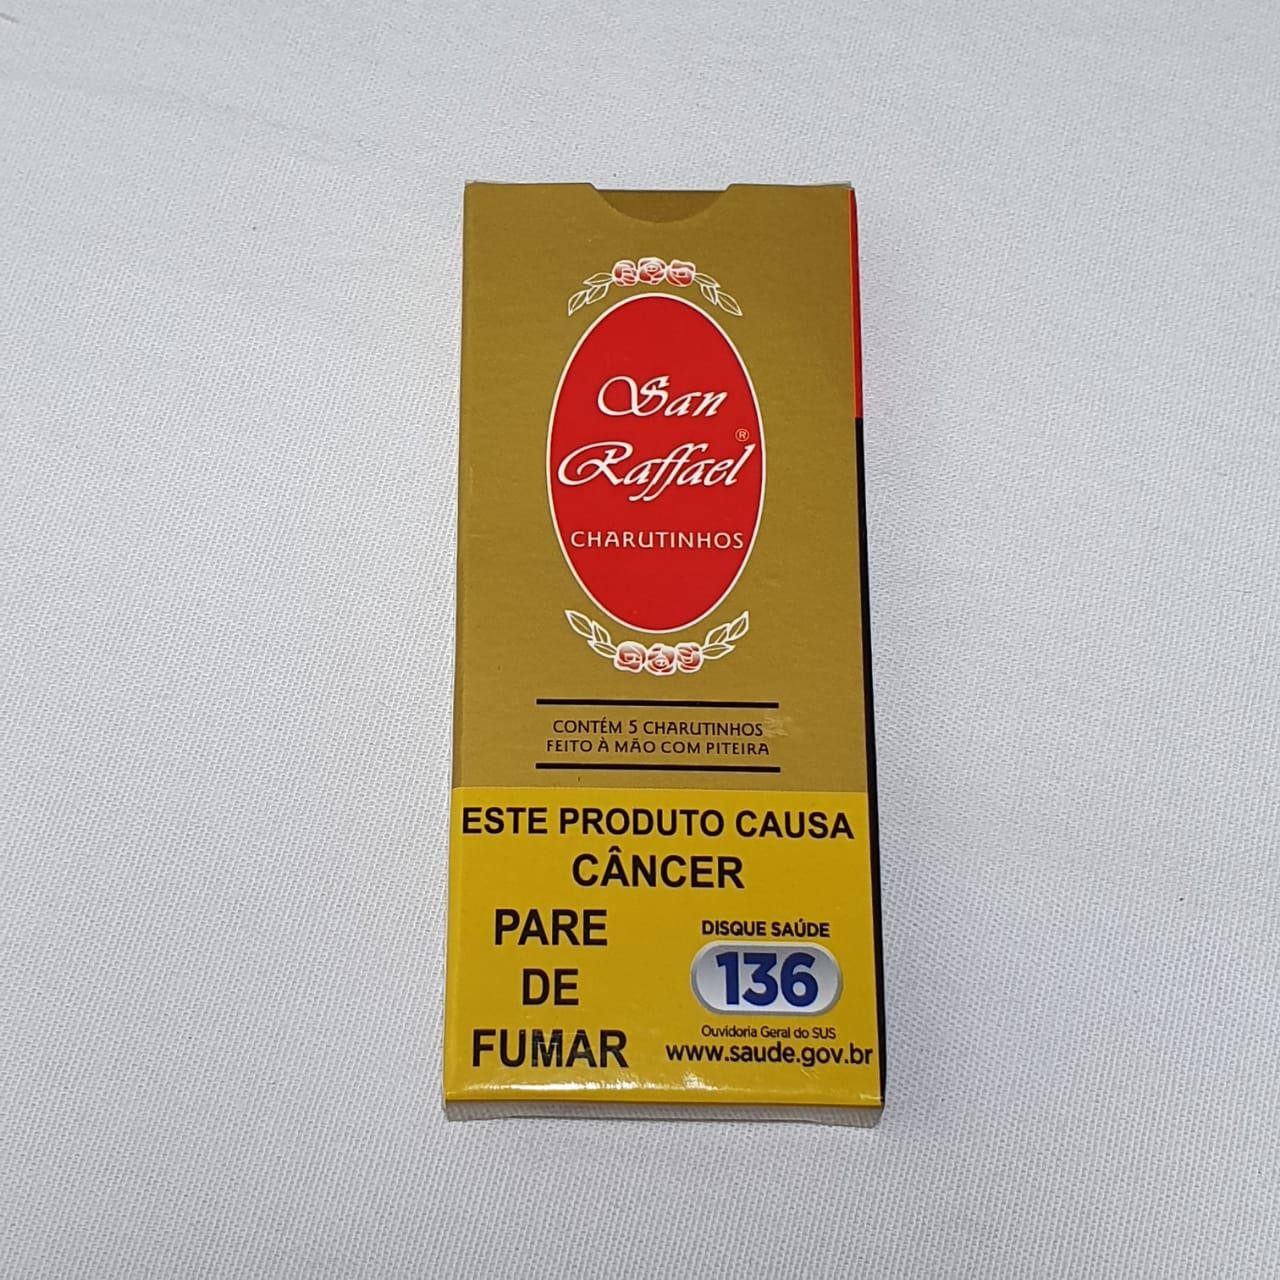 San
Raffael®
CHARUTINHOS
CONTÉM 5 CHARUTINHOS
FEITO À MÃO COM PITEIRA
ESTE PRODUTO CAUSA
CÂNCER
PARE
DE
FUMAR
DISQUE SAÚDE
136
Ouvidoria Geral do SUS
www.saude.gov.br